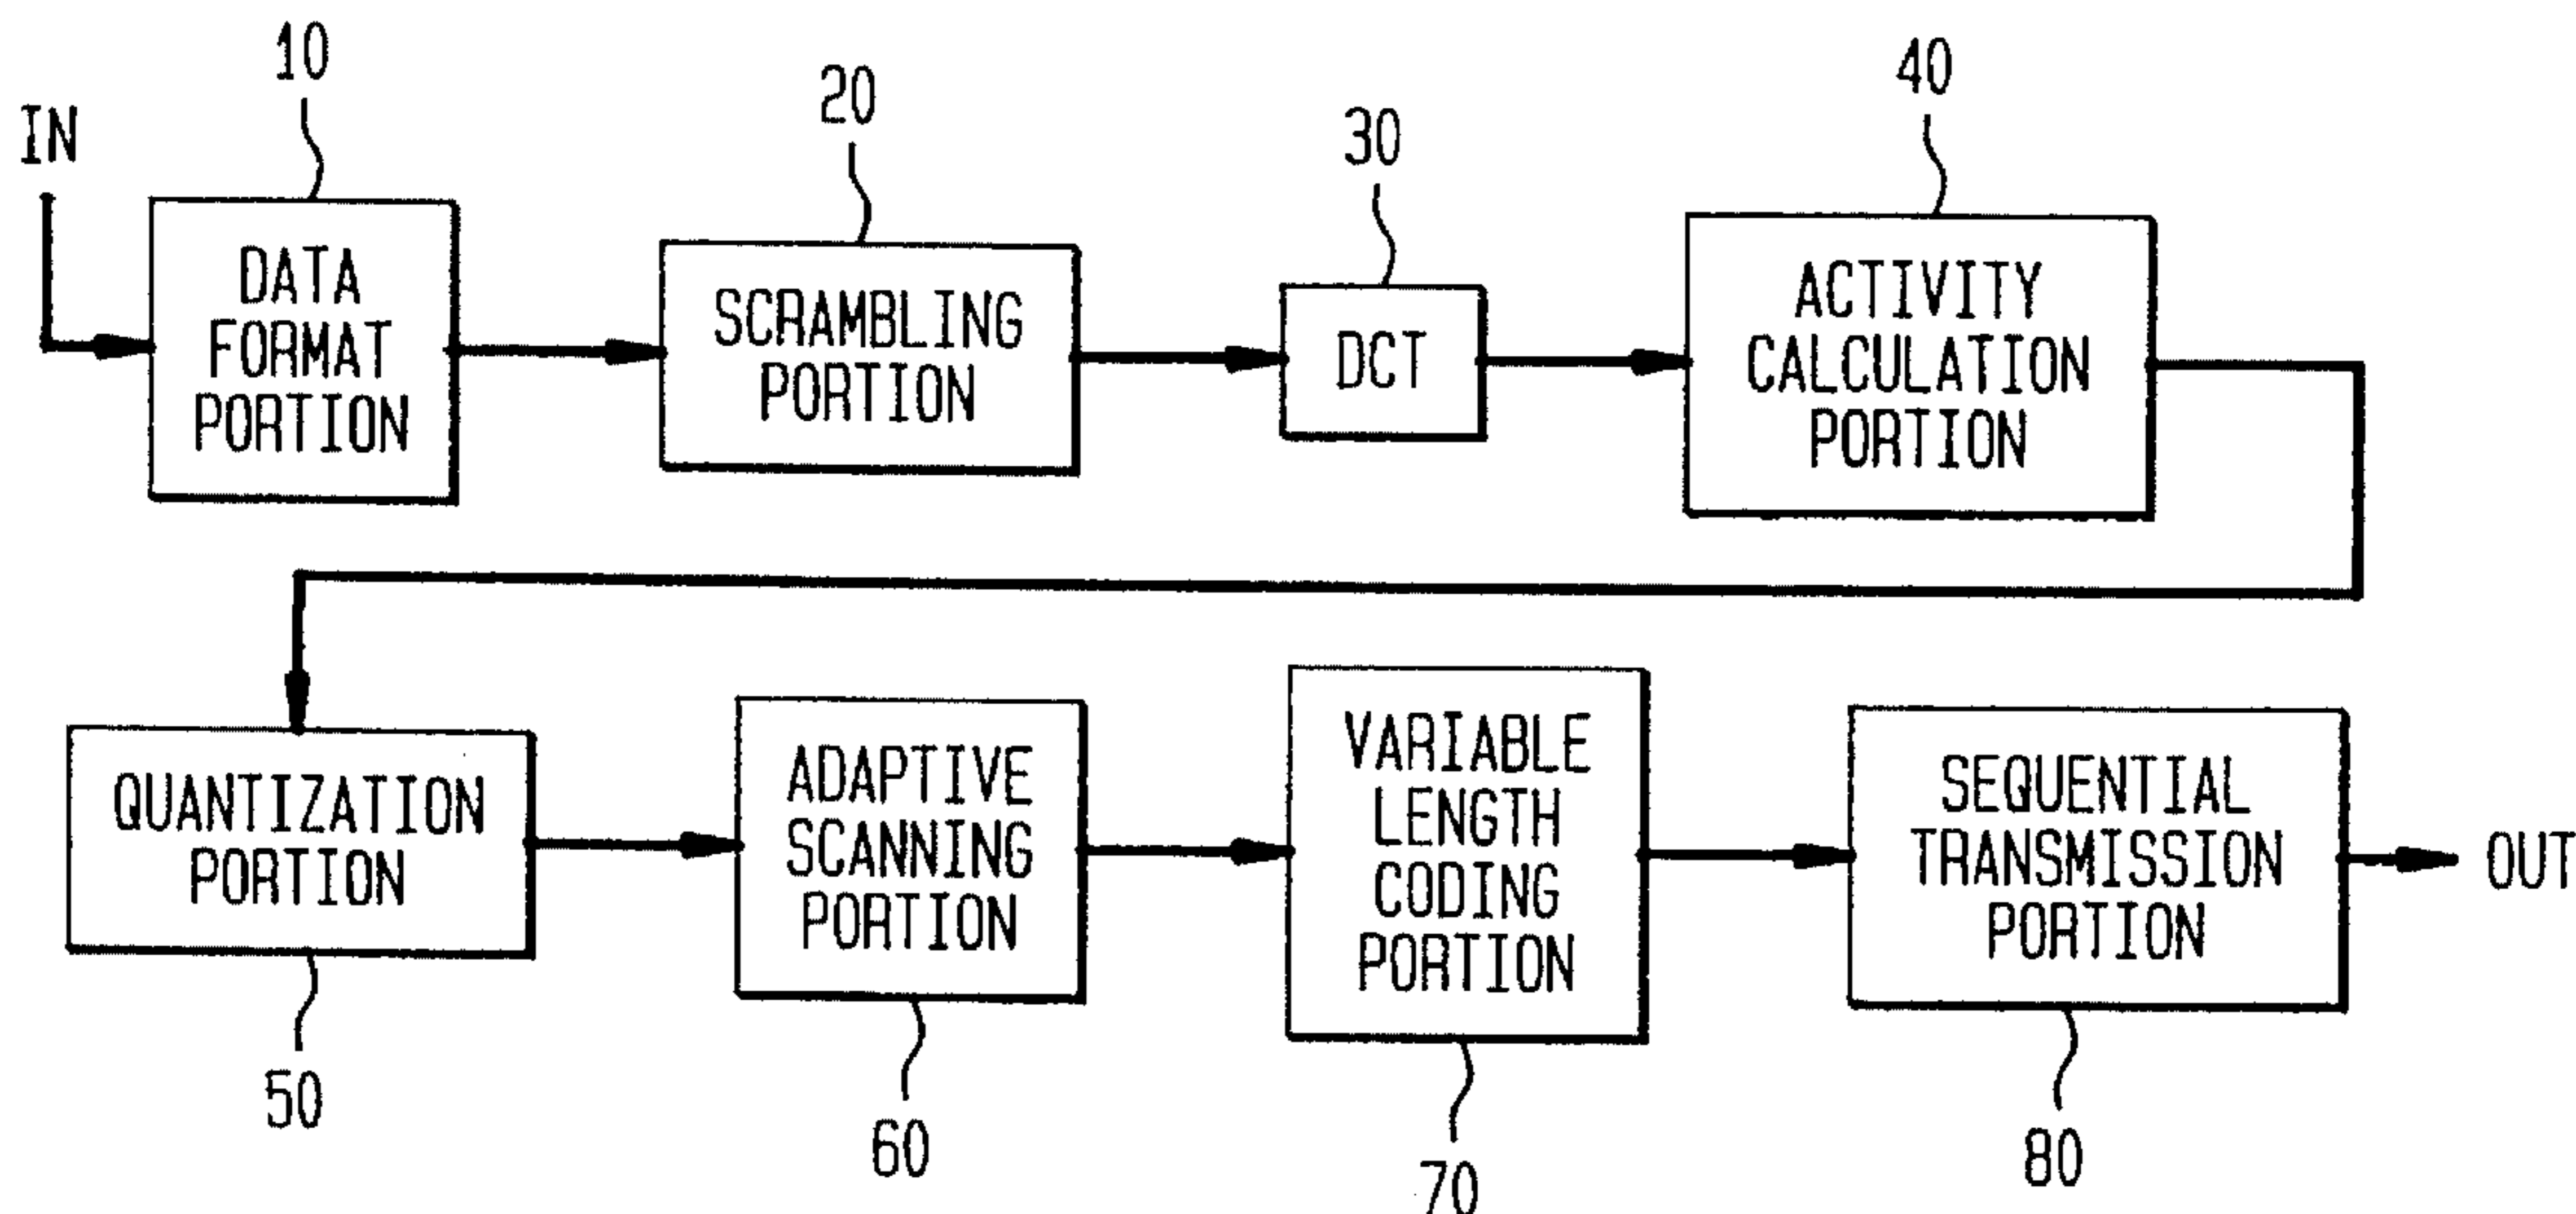 10
20
30
40
IN
DATA
FORMAT
PORTION
SCRAMBLING
PORTION
DCT
ACTIVITY
CALCULATION
PORTION
QUANTIZATION
PORTION
ADAPTIVE
SCANNING
PORTION
VARIABLE
LENGTH
CODING
PORTION
SEQUENTIAL
TRANSMISSION
PORTION
OUT
50
60
70
80